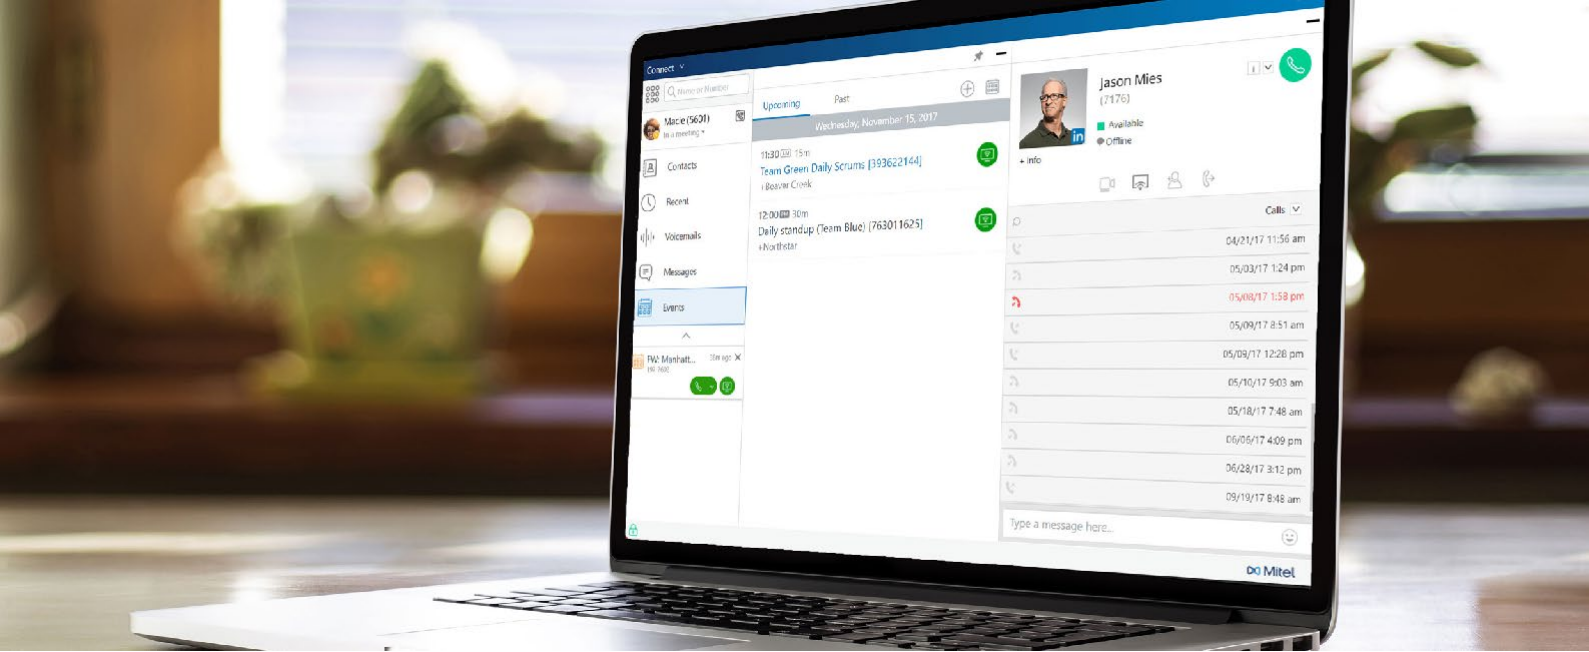 Connect
Name or Number
Macie (5601)
In a meeting
Contacts
Recent
Voicemails
Messages
Events
FW: Manhatt...
Upcoming
Past
Wednesday, November 15, 2017
11:30 AM 15m
Team Green Daily Scrums [393622144]
Beaver Creek
12:00 PM 30m
Daily standup (Team Blue) [763011625]
Northstar
Jason Mies
(7176)
Available
Offline
+ Info
in
Calls
04/21/17 11:56 am
05/03/17 1:24 pm
05/08/17 1:58 pm
05/09/17 8:51 am
05/09/17 12:28 pm
05/10/17 9:03 am
05/18/17 7:48 am
06/06/17 4:09 pm
06/28/17 3:12 pm
09/19/17 8:48 am
Type a message here...
Mitel